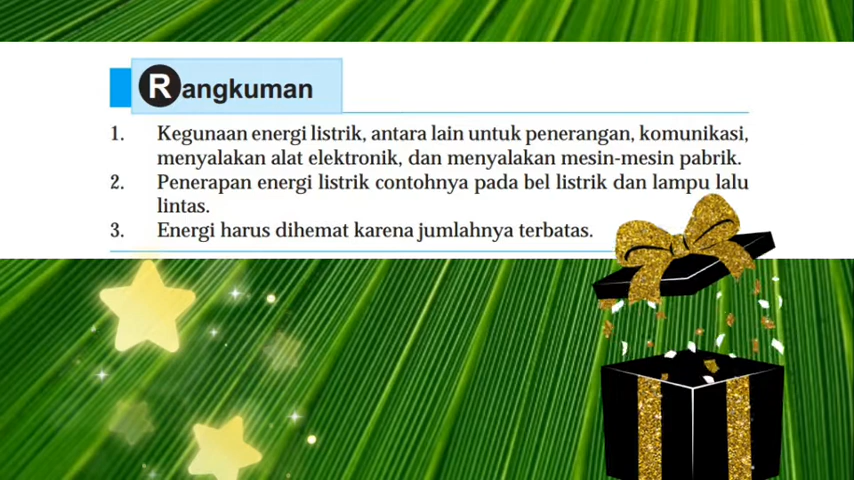 Rangkuman
1. Kegunaan energi listrik, antara lain untuk penerangan, komunikasi,
menyalakan alat elektronik, dan menyalakan mesin-mesin pabrik.
2. Penerapan energi listrik contohnya pada bel listrik dan lampu lalu
lintas.
3. Energi harus dihemat karena jumlahnya terbatas.